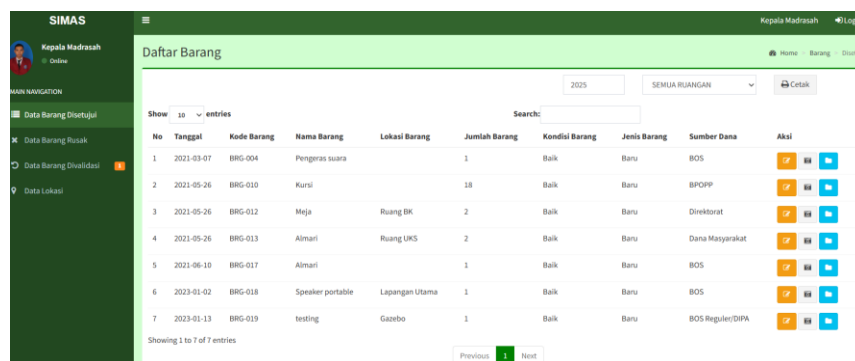 SIMAS
Kepala Madrasah
Kepala Madrasah
Online
Daftar Barang
Home > Barang >
MAIN NAVIGATION
2025
SEMUA RUANGAN
Cetak
Data Barang Disetujui
Data Barang Rusak
Data Barang Divalidasi
Data Lokasi
Show 10 entries
Search:
No Tanggal Kode Barang Nama Barang Lokasi Barang Jumlah Barang Kondisi Barang Jenis Barang Sumber Dana Aksi
1 2021-03-07 BRG-004 Pengeras suara 1 Baik Baru BOS
2 2021-05-26 BRG-010 Kursi 18 Baik Baru BPOPP
3 2021-05-26 BRG-012 Meja Ruang BK 2 Baik Baru Direktorat
4 2021-05-26 BRG-013 Almari Ruang UKS 2 Baik Baru Dana Masyarakat
5 2021-06-10 BRG-017 Almari 1 Baik Baru BOS
6 2023-01-02 BRG-018 Speaker portable Lapangan Utama 1 Baik Baru BOS
7 2023-01-13 BRG-019 testing Gazebo 1 Baik Baru BOS Reguler/DIPA
Showing 1 to 7 of 7 entries
Previous 1 Next